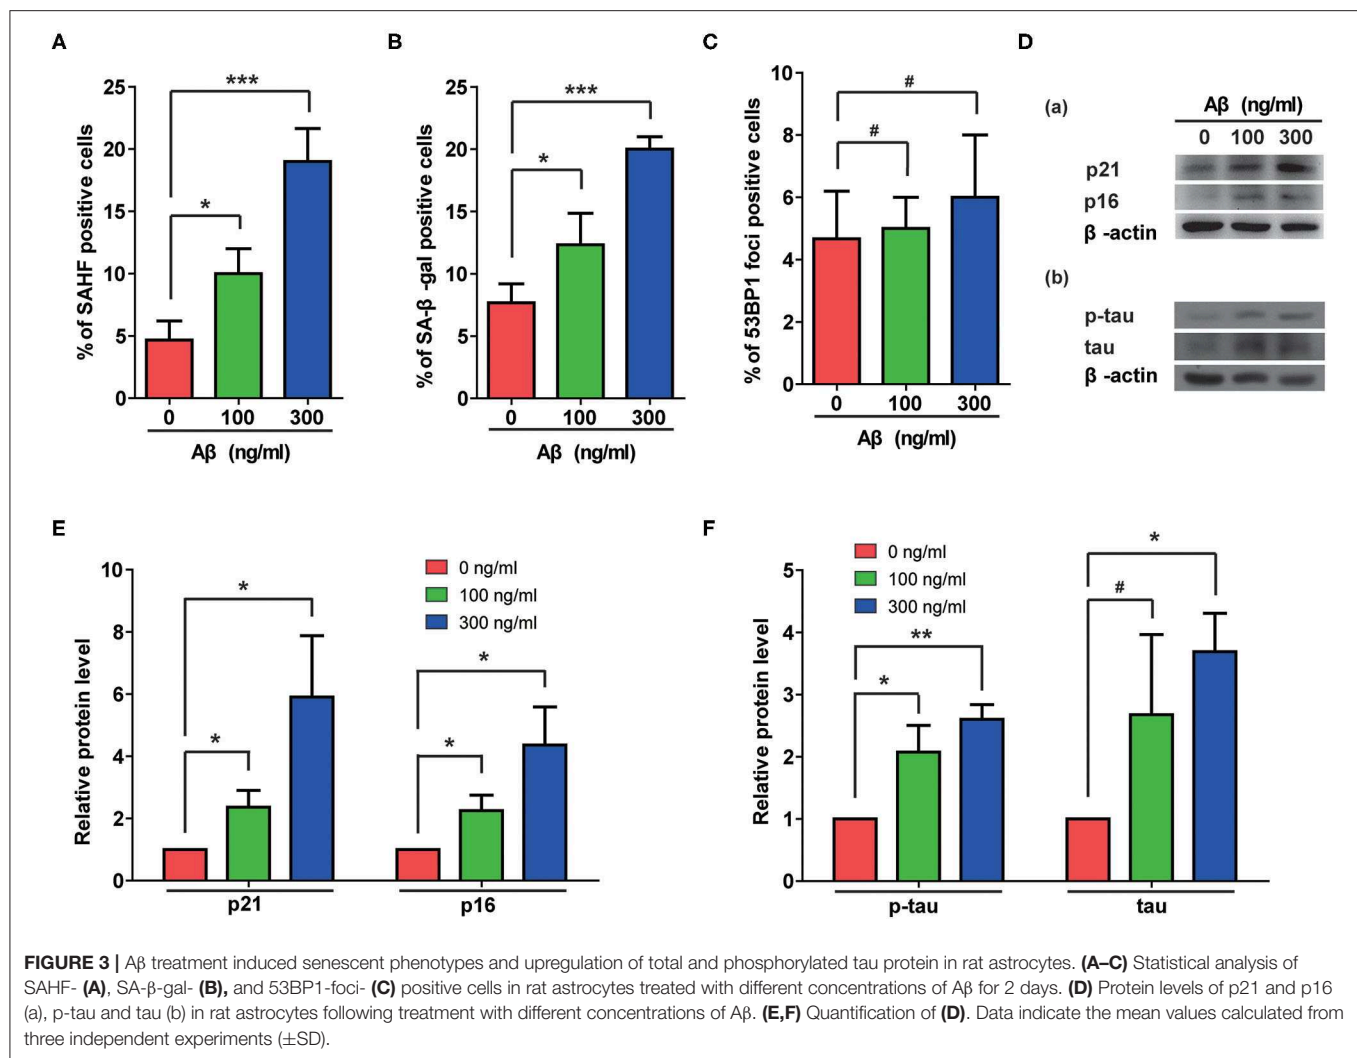 A
% of SAHF positive cells
25
20
15
10
5
0
***
*
0 100 300
Aβ (ng/ml)
B
% of SA-β -gal positive cells
25
20
15
10
5
0
***
*
0 100 300
Aβ (ng/ml)
C
% of 53BP1 foci positive cells
10
8
6
4
2
0
#
#
0 100 300
Aβ (ng/ml)
D
(a)
Aβ (ng/ml)
0 100 300
p21
p16
β -actin
(b)
p-tau
tau
β -actin
E
Relative protein level
10
8
6
4
2
0
0 ng/ml
100 ng/ml
300 ng/ml
*
*
*
*
p21 p16
F
Relative protein level
5
4
3
2
1
0
0 ng/ml
100 ng/ml
300 ng/ml
**
*
*
#
p-tau tau
FIGURE 3 | Aβ treatment induced senescent phenotypes and upregulation of total and phosphorylated tau protein in rat astrocytes. (A–C) Statistical analysis of
SAHF- (A), SA-β-gal- (B), and 53BP1-foci- (C) positive cells in rat astrocytes treated with different concentrations of Aβ for 2 days. (D) Protein levels of p21 and p16
(a), p-tau and tau (b) in rat astrocytes following treatment with different concentrations of Aβ. (E,F) Quantification of (D). Data indicate the mean values calculated from
three independent experiments (±SD).